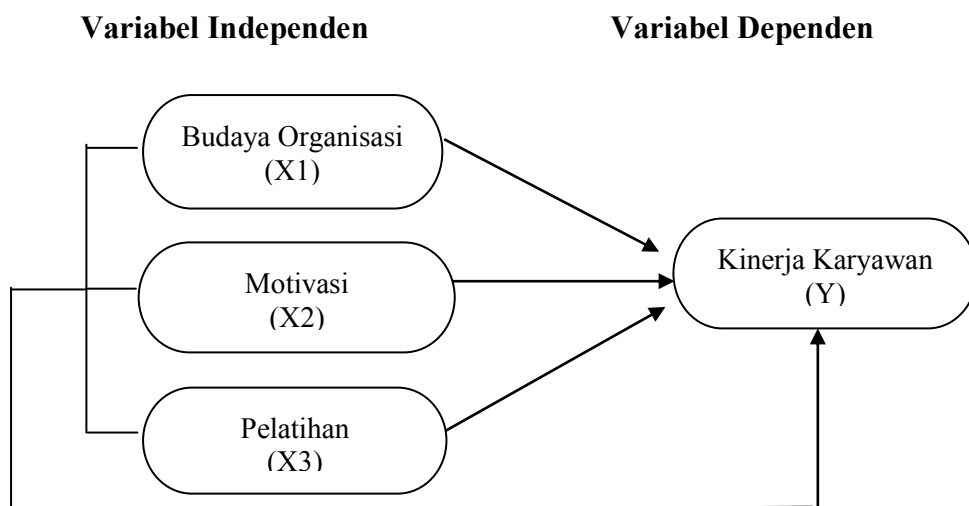 Variabel Independen
Variabel Dependen
Budaya Organisasi
(X1)
Motivasi
(X2)
Pelatihan
(X3)
Kinerja Karyawan
(Y)